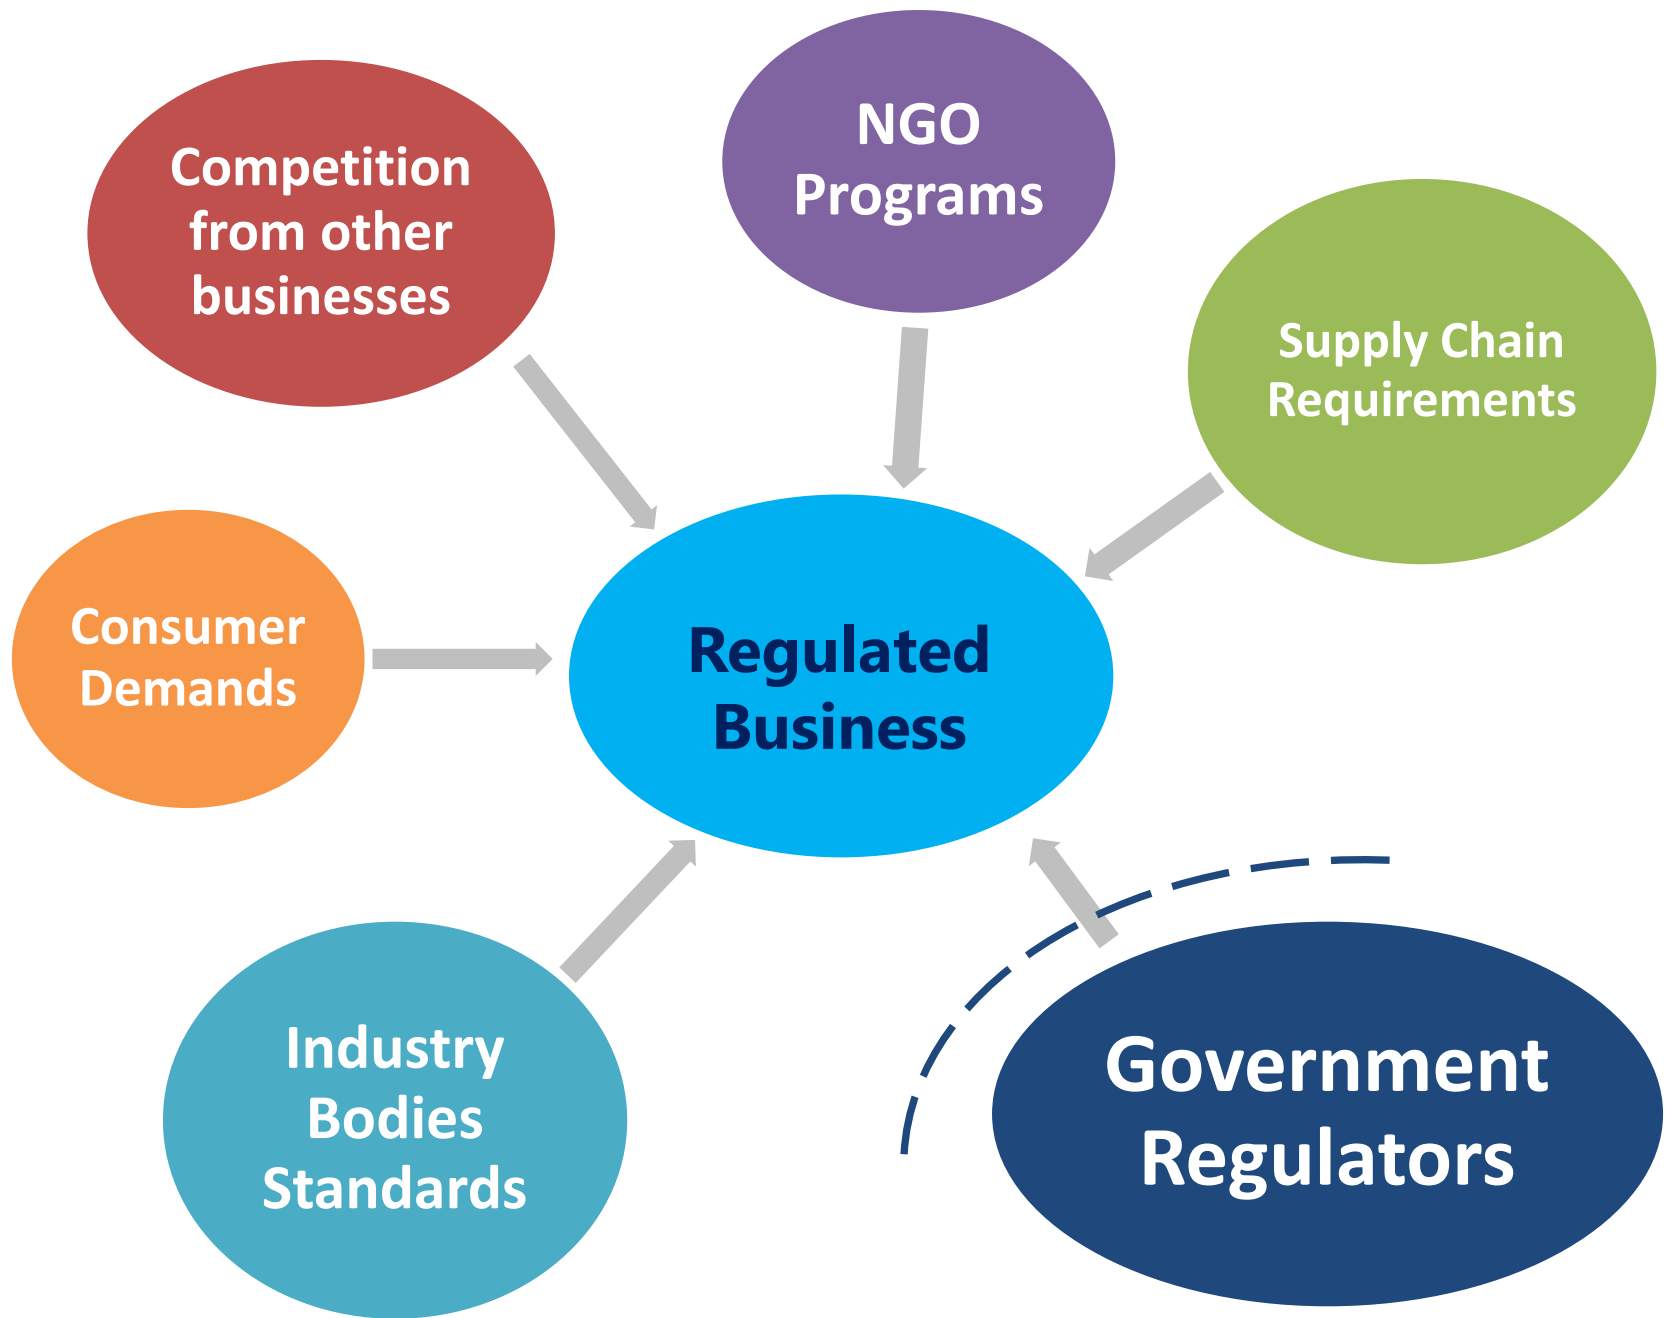 Competition
from other
businesses
NGO
Programs
Supply Chain
Requirements
Consumer
Demands
Regulated
Business
Industry
Bodies
Standards
Government
Regulators